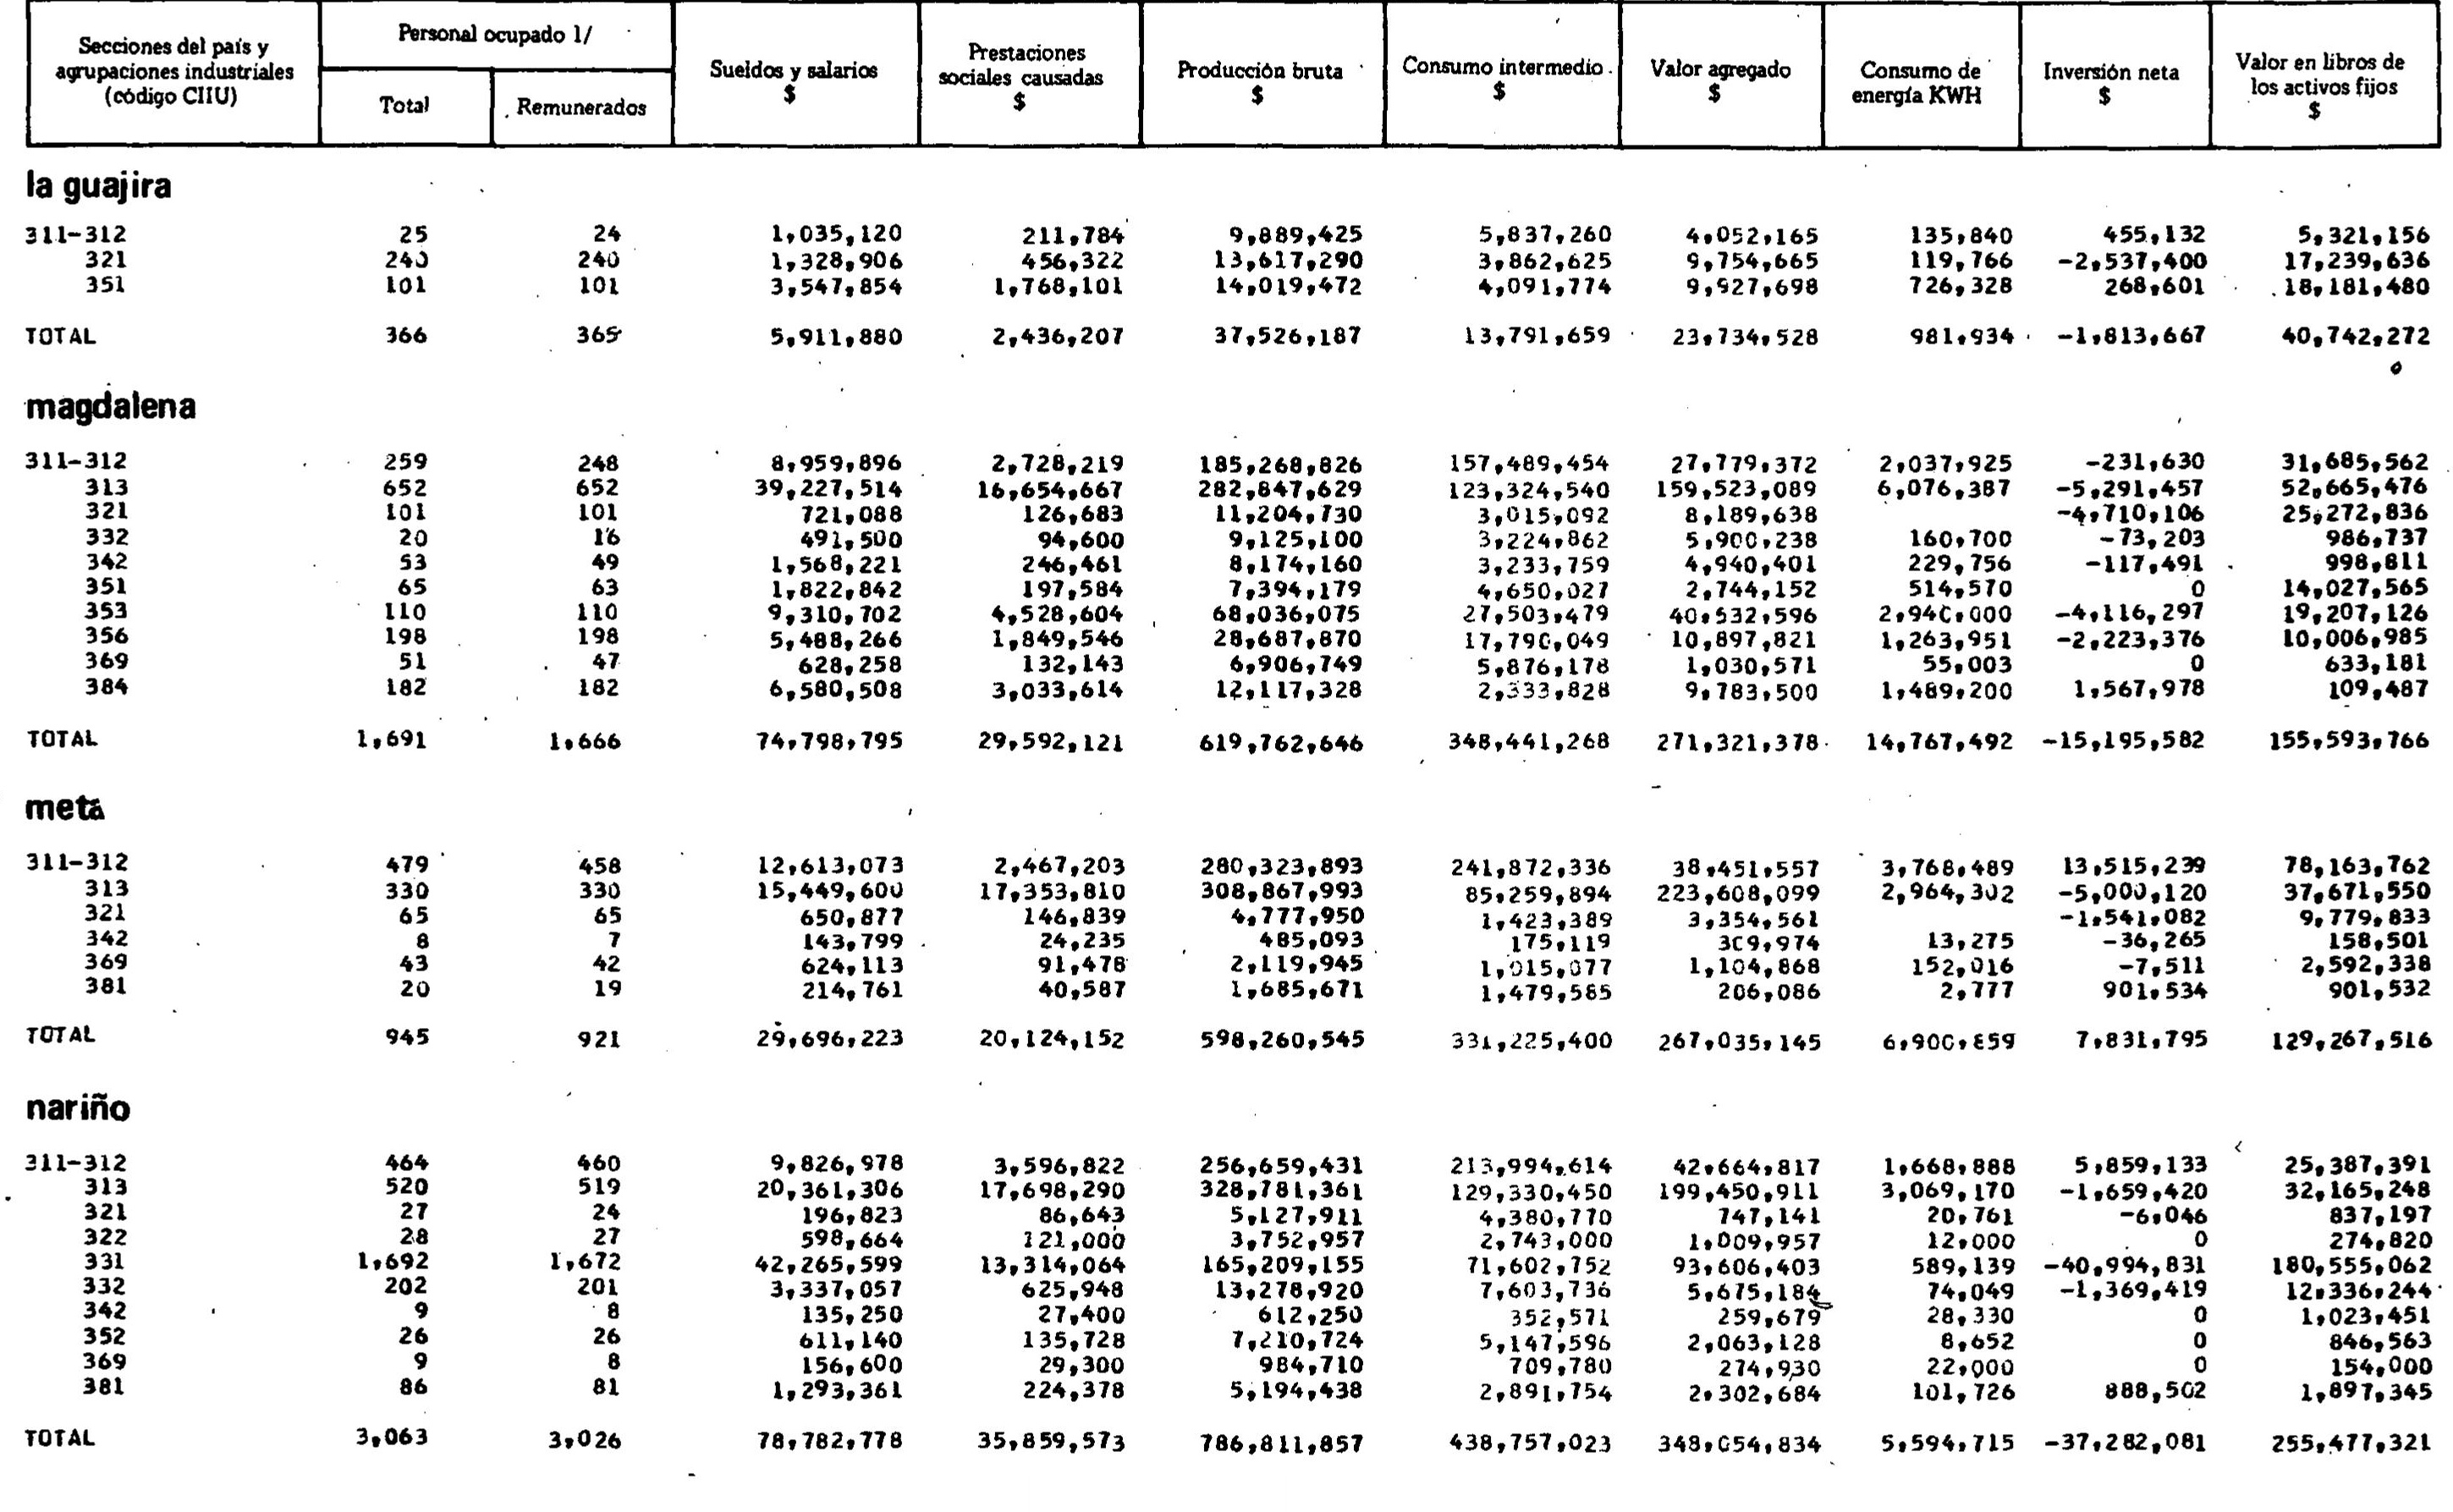 Secciones del país y agrupaciones industriales (código CIIU) Personal ocupado 1/ Total Remunerados Sueldos y salarios $ Prestaciones sociales causadas $ Producción bruta $ Consumo intermedio $ Valor agregado $ Consumo de energía KWH Inversión neta $ Valor en libros de los activos fijos $
la guajira
311-312 25 24 1,035,120 211,784 9,889,425 5,837,260 4,052,165 135,840 455,132 5,321,156
321 240 240 1,328,906 456,322 13,617,290 3,862,625 9,754,665 119,766 -2,537,400 17,239,636
351 101 101 3,547,854 1,768,101 14,019,472 4,091,774 9,927,698 726,328 268,601 18,181,480
TOTAL 366 365 5,911,880 2,436,207 37,526,187 13,791,659 23,734,528 981,934 -1,813,667 40,742,272
magdalena
311-312 259 248 8,959,896 2,728,219 185,268,826 157,489,454 27,779,372 2,037,925 -231,630 31,685,562
313 652 652 39,227,514 16,654,667 282,847,629 123,324,540 159,523,089 6,076,387 -5,291,457 52,665,476
321 101 101 721,088 126,683 11,204,730 3,015,092 8,189,638 -4,710,106 25,272,836
332 20 16 491,500 94,600 9,125,100 3,224,862 5,900,238 160,700 -73,203 986,737
342 53 49 1,568,221 246,461 8,174,160 3,233,759 4,940,401 229,756 -117,491 998,811
351 65 63 1,822,842 197,584 7,394,179 4,650,027 2,744,152 514,570 0 14,027,565
353 110 110 9,310,702 4,528,604 68,036,075 27,503,479 40,532,596 2,940,000 -4,116,297 19,207,126
356 198 198 5,488,266 1,849,546 28,687,870 17,790,049 10,897,821 1,263,951 -2,223,376 10,006,985
369 51 47 628,258 132,143 6,906,749 5,876,178 1,030,571 55,003 0 633,181
384 182 182 6,580,508 3,033,614 12,117,328 2,333,828 9,783,500 1,489,200 1,567,978 109,487
TOTAL 1,691 1,666 74,798,795 29,592,121 619,762,646 348,441,268 271,321,378 14,767,492 -15,195,582 155,593,766
meta
311-312 479 458 12,613,073 2,467,203 280,323,893 241,872,336 38,451,557 3,768,489 13,515,239 78,163,762
313 330 330 15,449,600 17,353,810 308,867,993 85,259,894 223,608,099 2,964,302 -5,000,120 37,671,550
321 65 65 650,877 146,839 4,777,950 1,423,389 3,354,561 -1,541,082 9,779,833
342 8 7 143,799 24,235 485,093 175,119 309,974 13,275 -36,265 158,501
369 43 42 624,113 91,478 2,119,945 1,015,077 1,104,868 152,016 -7,511 2,592,338
381 20 19 214,761 40,587 1,685,671 1,479,585 206,086 2,777 901,534 901,532
TOTAL 945 921 29,696,223 20,124,152 598,260,545 331,225,400 267,035,145 6,900,859 7,831,795 129,267,516
nariño
311-312 464 460 9,826,978 3,596,822 256,659,431 213,994,614 42,664,817 1,668,888 5,859,133 25,387,391
313 520 519 20,361,306 17,698,290 328,781,361 129,330,450 199,450,911 3,069,170 -1,659,420 32,165,248
321 27 24 196,823 86,643 5,127,911 4,380,770 747,141 20,761 -6,046 837,197
322 28 27 598,664 121,000 3,752,957 2,743,000 1,009,957 12,000 0 274,820
331 1,692 1,672 42,265,599 13,314,064 165,209,155 71,602,752 93,606,403 589,139 -40,994,831 180,555,062
332 202 201 3,337,057 625,948 13,278,920 7,603,736 5,675,184 74,049 -1,369,419 12,336,244
342 9 8 135,250 27,400 612,250 352,571 259,679 28,330 0 1,023,451
352 26 26 611,140 135,728 7,210,724 5,147,596 2,063,128 8,652 0 846,563
369 9 8 156,600 29,300 984,710 709,780 274,930 22,000 0 154,000
381 86 81 1,293,361 224,378 5,194,438 2,891,754 2,302,684 101,726 888,502 1,897,345
TOTAL 3,063 3,026 78,782,778 35,859,573 786,811,857 438,757,023 348,054,834 5,594,715 -37,282,081 255,477,321